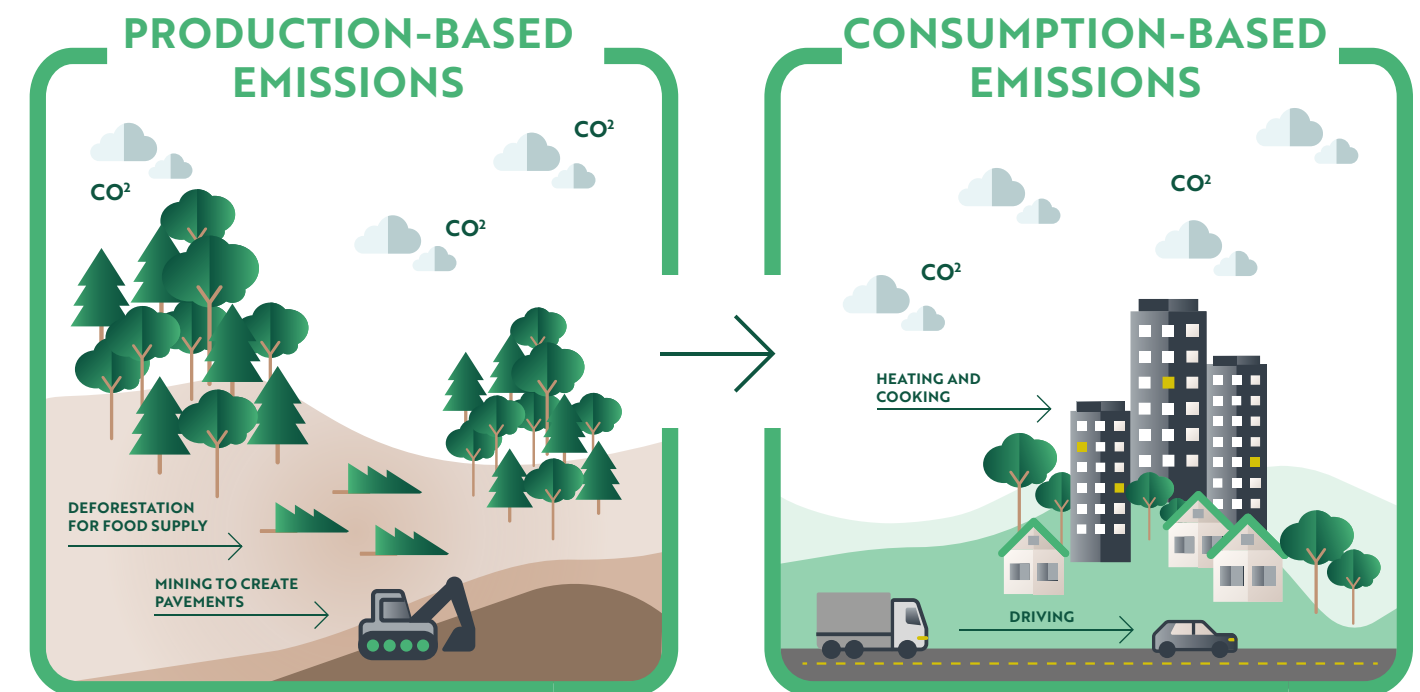 PRODUCTION-BASED
EMISSIONS
CO²
CO²
CO²
DEFORESTATION
FOR FOOD SUPPLY
MINING TO CREATE
PAVEMENTS
CONSUMPTION-BASED
EMISSIONS
CO²
CO²
HEATING AND
COOKING
DRIVING